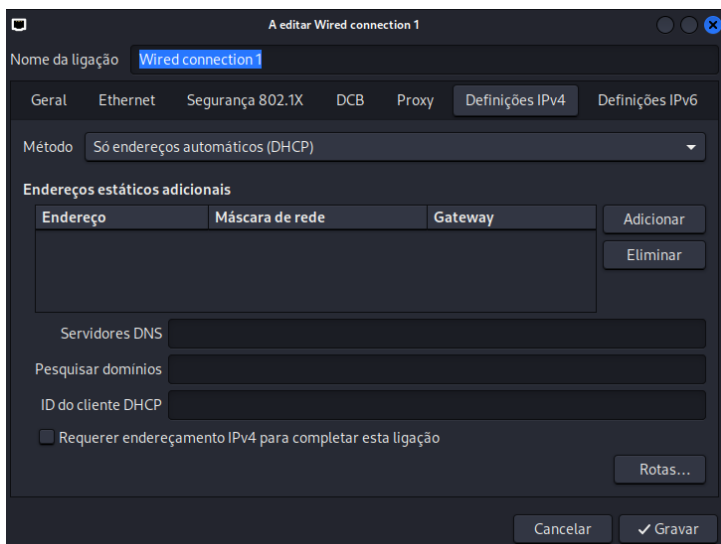 A editar Wired connection 1
Nome da ligação Wired connection 1
Geral Ethernet Segurança 802.1X DCB Proxy Definições IPv4 Definições IPv6
Método Só endereços automáticos (DHCP)
Endereços estáticos adicionais
Endereço Máscara de rede Gateway Adicionar
Eliminar
Servidores DNS
Pesquisar domínios
ID do cliente DHCP
Requerer endereçamento IPv4 para completar esta ligação
Rotas...
Cancelar Gravar